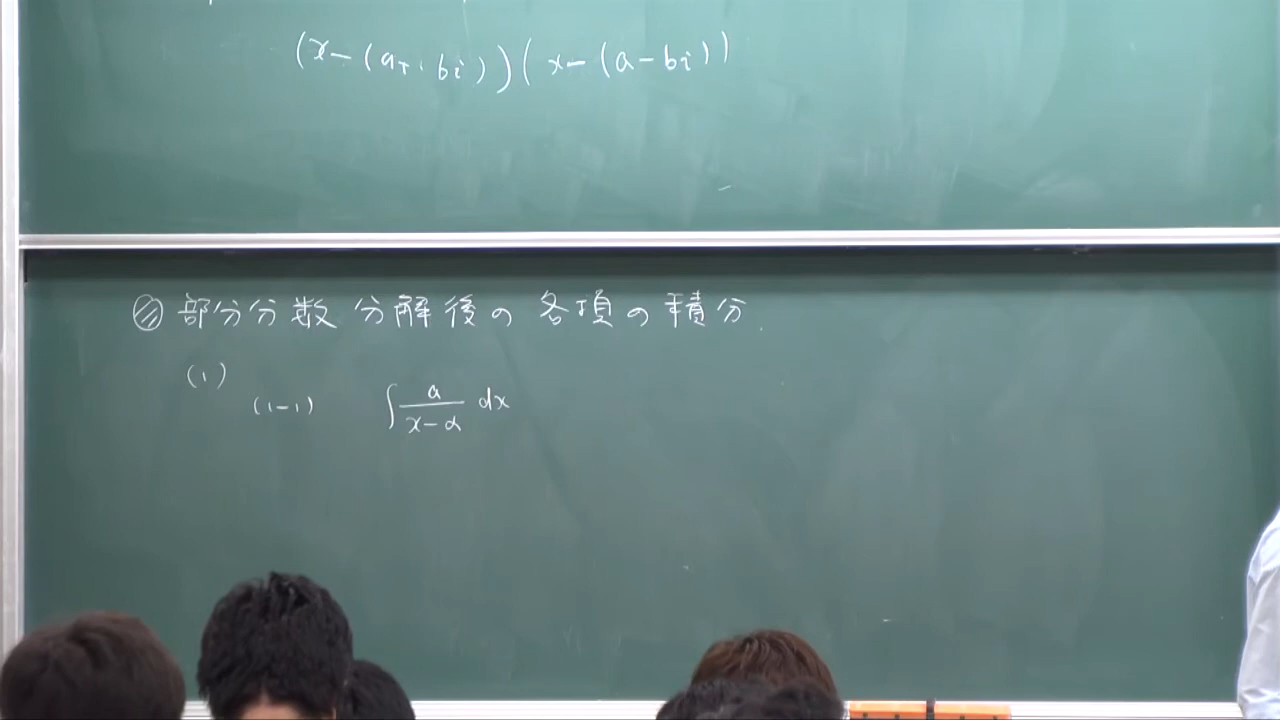 (x-(a+bi))(x-(a-bi))
部分分数分解後の各項の積分.
(1)
(1-1) ∫ a/(x-α) dx